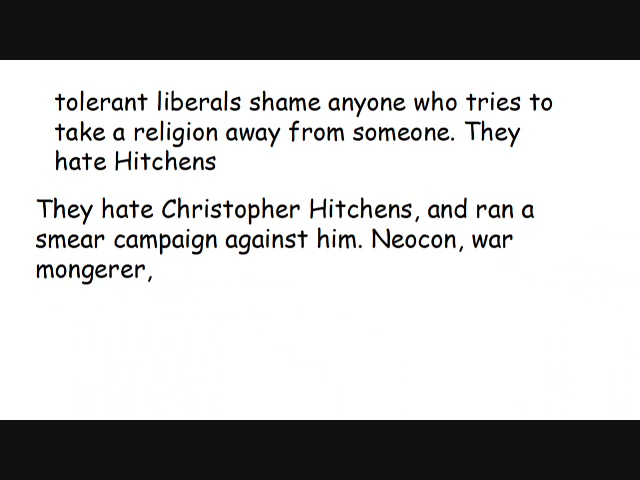 tolerant liberals shame anyone who tries to
take a religion away from someone. They
hate Hitchens
They hate Christopher Hitchens, and ran a
smear campaign against him. Neocon, war
mongerer,